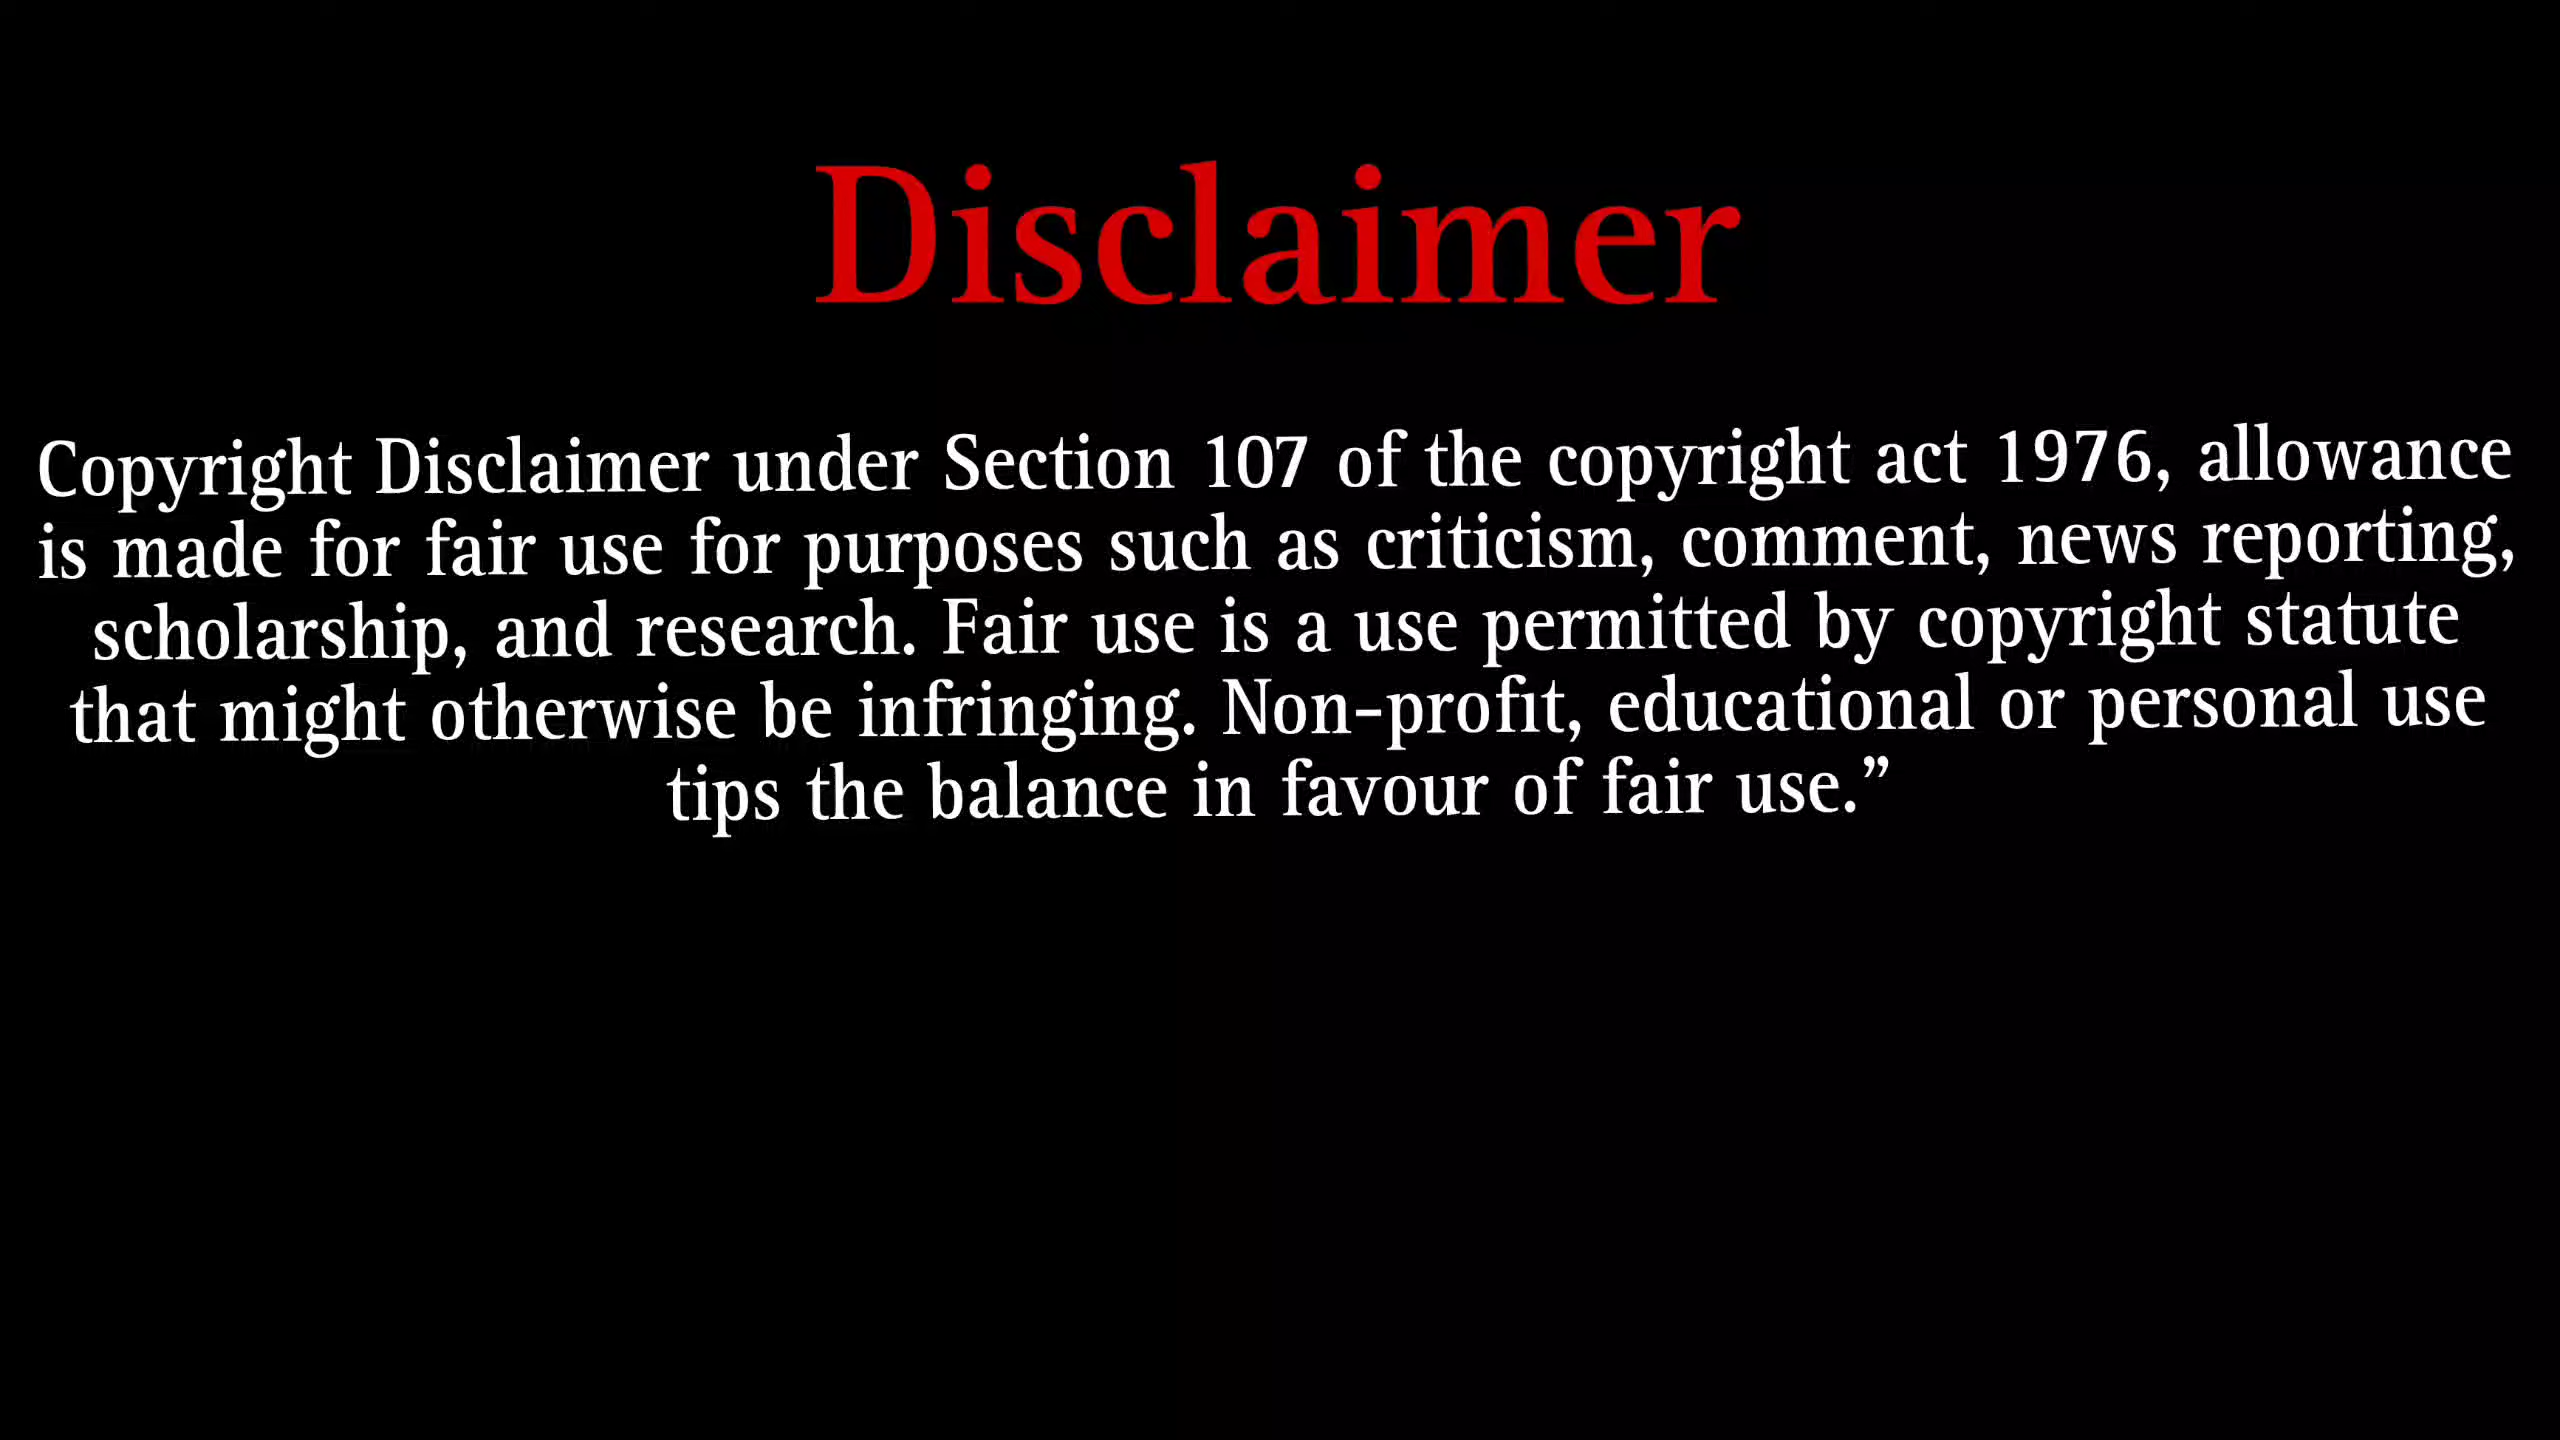 Disclaimer
Copyright Disclaimer under Section 107 of the copyright act 1976, allowance
is made for fair use for purposes such as criticism, comment, news reporting,
scholarship, and research. Fair use is a use permitted by copyright statute
that might otherwise be infringing. Non-profit, educational or personal use
tips the balance in favour of fair use.”